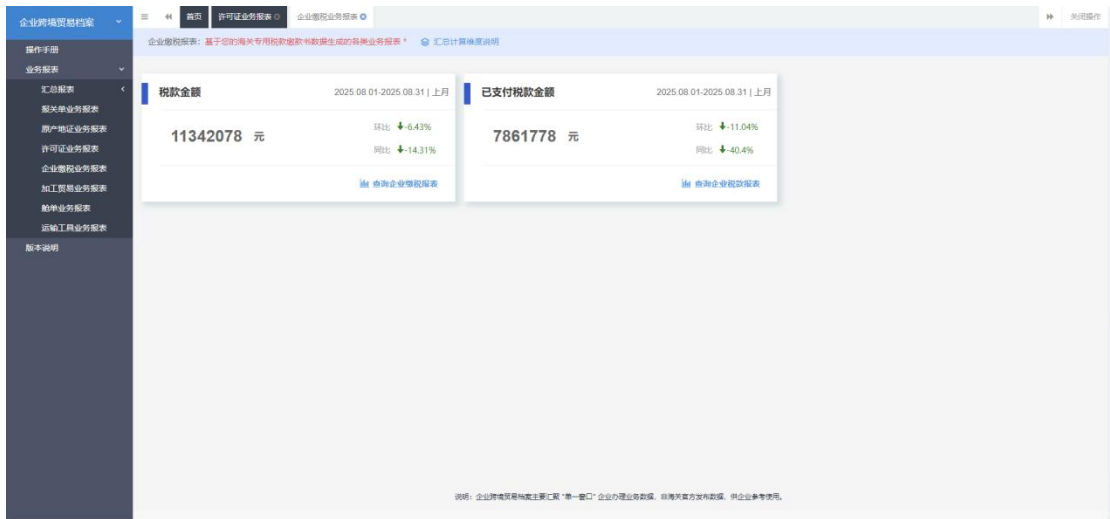 企业跨境贸易档案
首页 许可证业务报表 企业缴税业务报表 关闭操作
企业缴税报表：基于您的海关专用税款缴款书数据生成的各类业务报表 * 汇总计算维度说明
操作手册
业务报表
汇总报表
报关单业务报表
原产地证业务报表
许可证业务报表
企业缴税业务报表
加工贸易业务报表
舱单业务报表
运输工具业务报表
版本说明
税款金额 2025.08.01-2025.08.31 | 上月
11342078 元
环比 -6.43%
同比 -14.31%
查询企业缴税报表
已支付税款金额 2025.08.01-2025.08.31 | 上月
7861778 元
环比 -11.04%
同比 -40.4%
查询企业税款报表
说明：企业跨境贸易档案主要汇聚 "单一窗口" 企业办理业务数据，非海关官方发布数据，供企业参考使用。